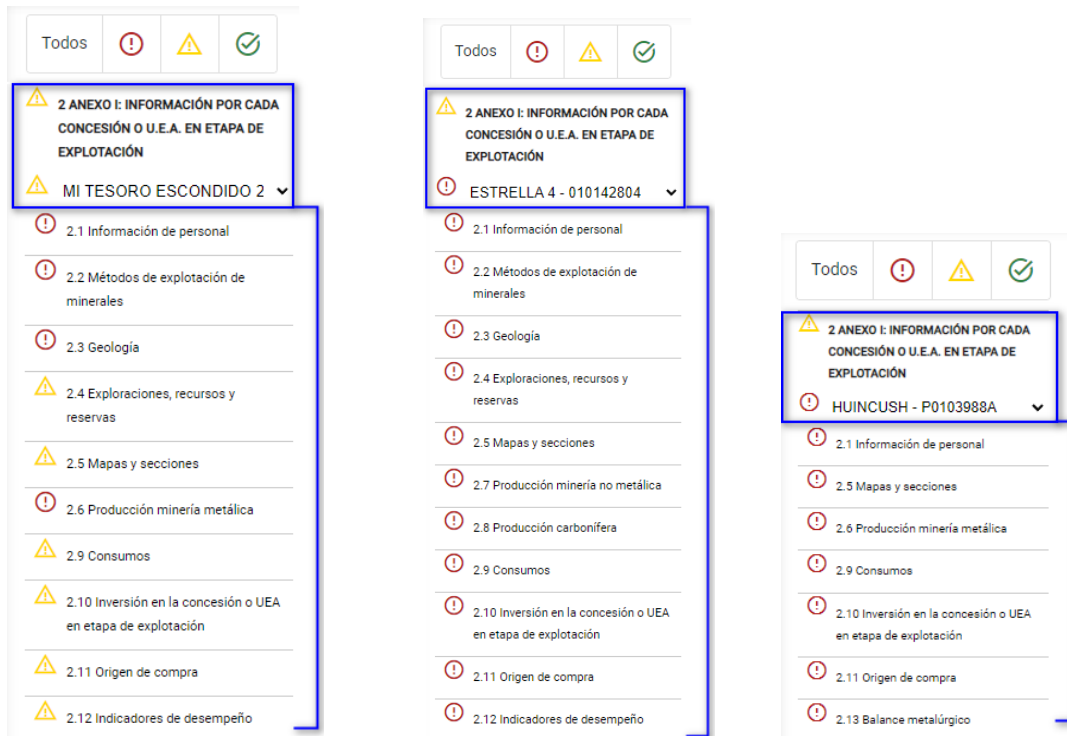 Todos
2 ANEXO I: INFORMACIÓN POR CADA
CONCESIÓN O U.E.A. EN ETAPA DE
EXPLOTACIÓN
MI TESORO ESCONDIDO 2
2.1 Información de personal
2.2 Métodos de explotación de
minerales
2.3 Geología
2.4 Exploraciones, recursos y
reservas
2.5 Mapas y secciones
2.6 Producción minería metálica
2.9 Consumos
2.10 Inversión en la concesión o UEA
en etapa de explotación
2.11 Origen de compra
2.12 Indicadores de desempeño
Todos
2 ANEXO I: INFORMACIÓN POR CADA
CONCESIÓN O U.E.A. EN ETAPA DE
EXPLOTACIÓN
ESTRELLA 4 - 010142804
2.1 Información de personal
2.2 Métodos de explotación de
minerales
2.3 Geología
2.4 Exploraciones, recursos y
reservas
2.5 Mapas y secciones
2.7 Producción minería no metálica
2.8 Producción carbonífera
2.9 Consumos
2.10 Inversión en la concesión o UEA
en etapa de explotación
2.11 Origen de compra
2.12 Indicadores de desempeño
Todos
2 ANEXO I: INFORMACIÓN POR CADA
CONCESIÓN O U.E.A. EN ETAPA DE
EXPLOTACIÓN
HUINCUSH - P0103988A
2.1 Información de personal
2.5 Mapas y secciones
2.6 Producción minería metálica
2.9 Consumos
2.10 Inversión en la concesión o UEA
en etapa de explotación
2.11 Origen de compra
2.13 Balance metalúrgico